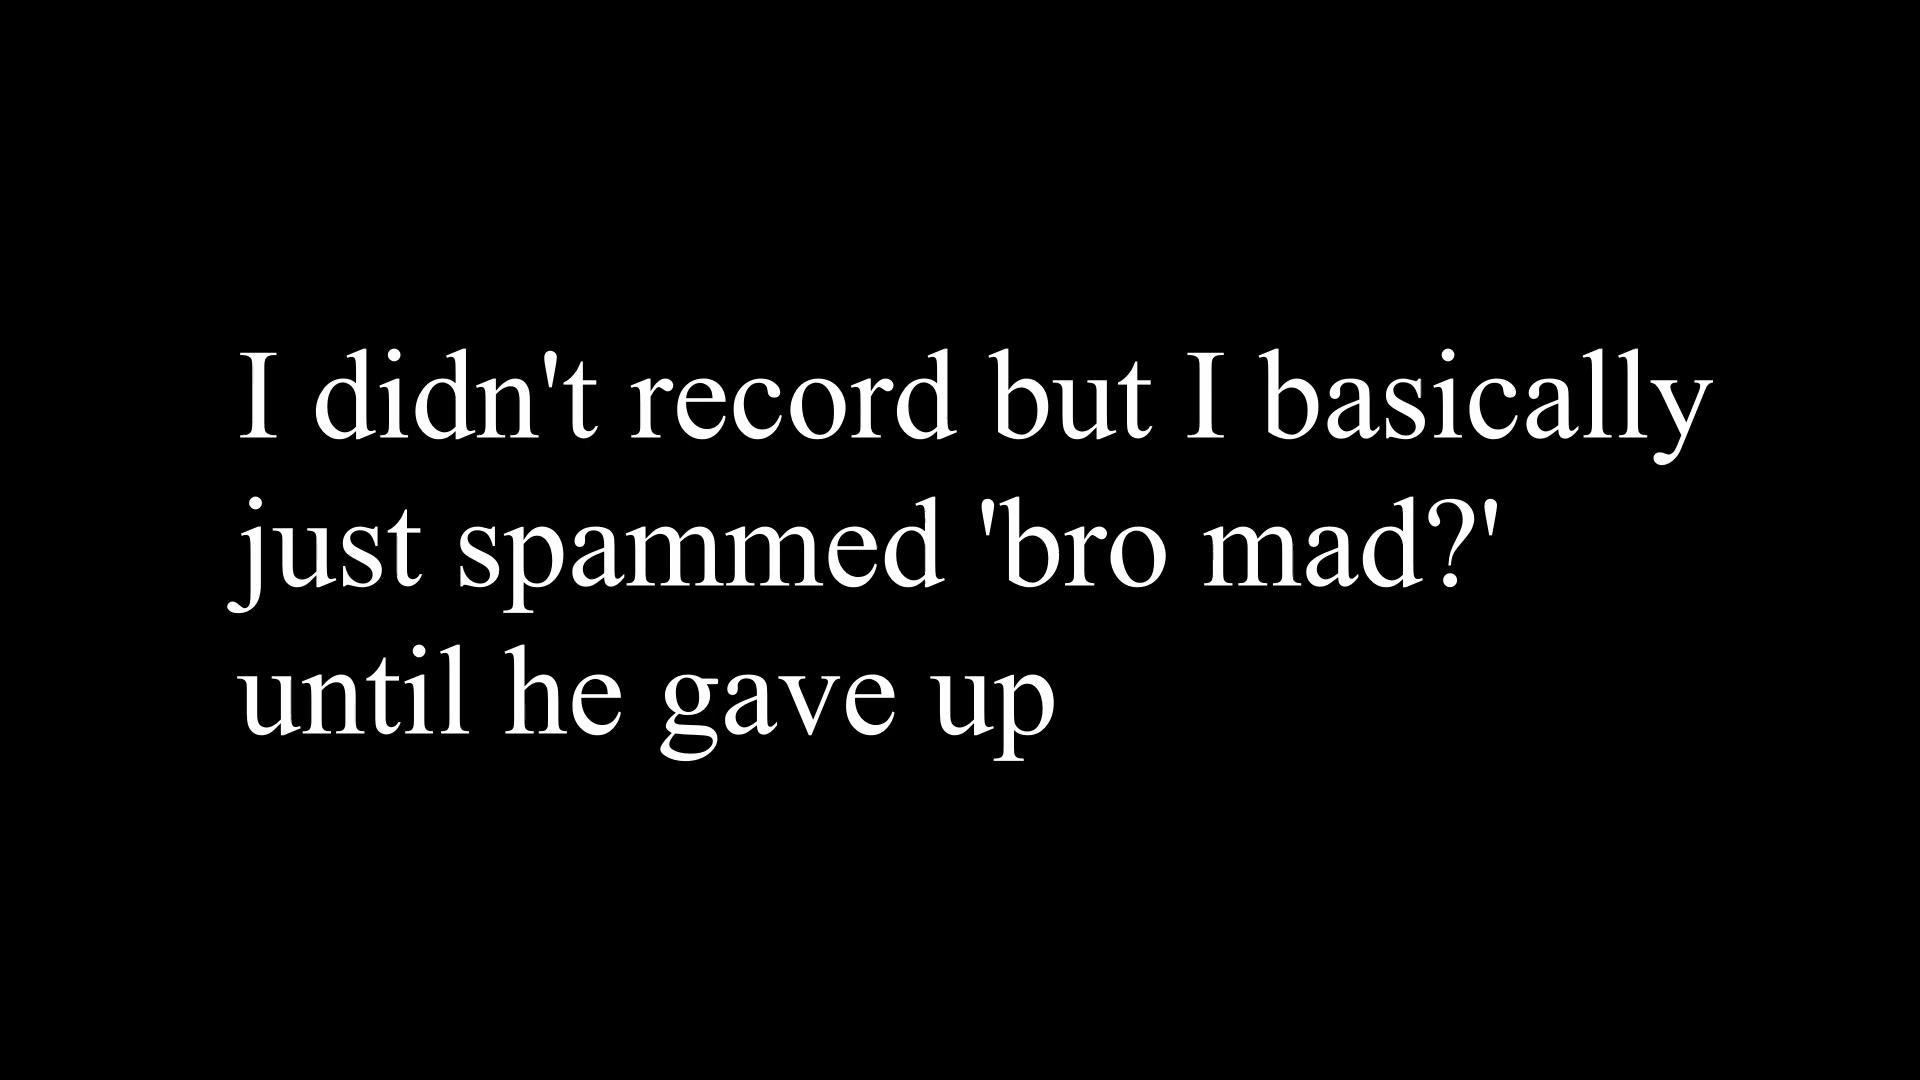 I didn't record but I basically
just spammed 'bro mad?'
until he gave up